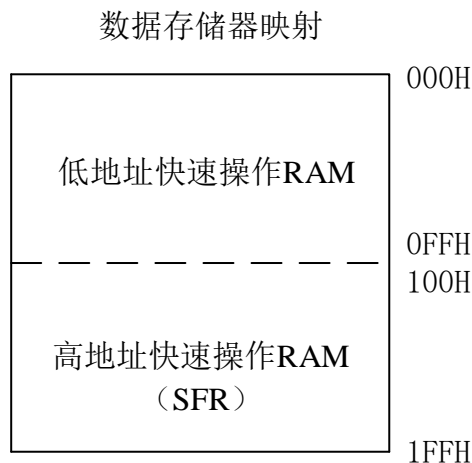 数据存储器映射
000H
低地址快速操作RAM
0FFH
100H
高地址快速操作RAM
（SFR）
1FFH